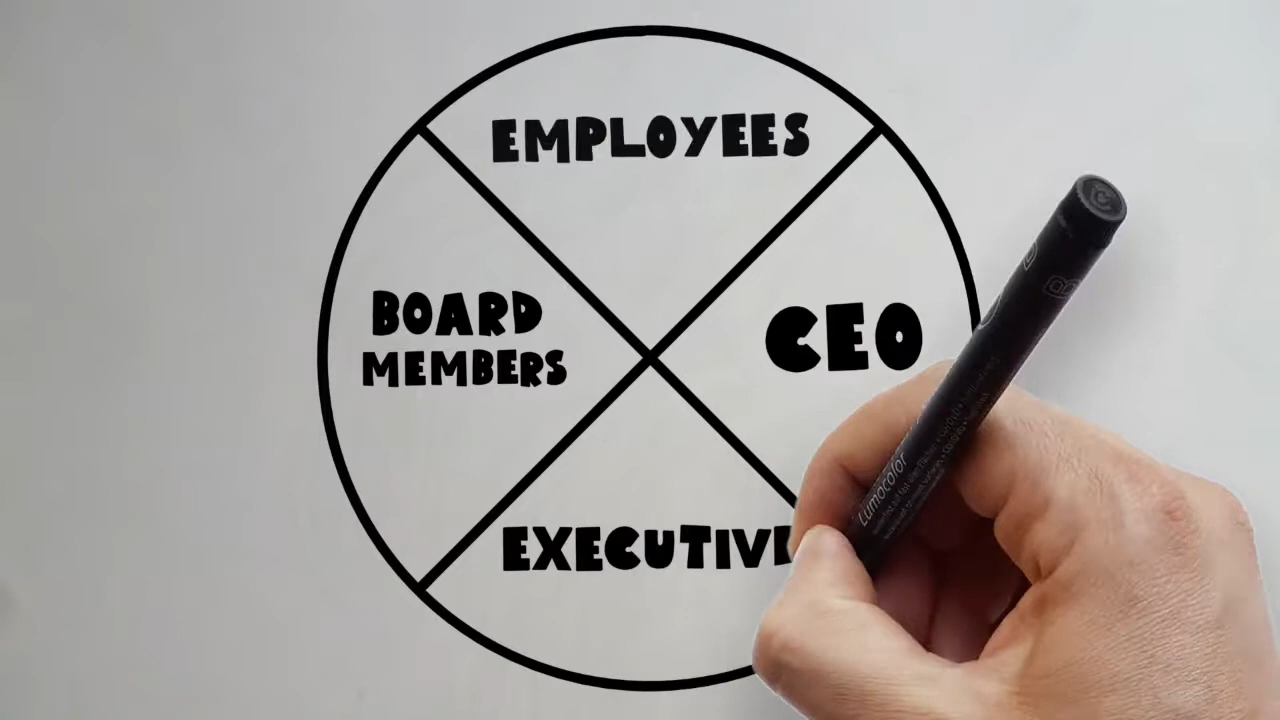 EMPLOYEES
BOARD
MEMBERS
CEO
EXECUTIVE
Lumocolor